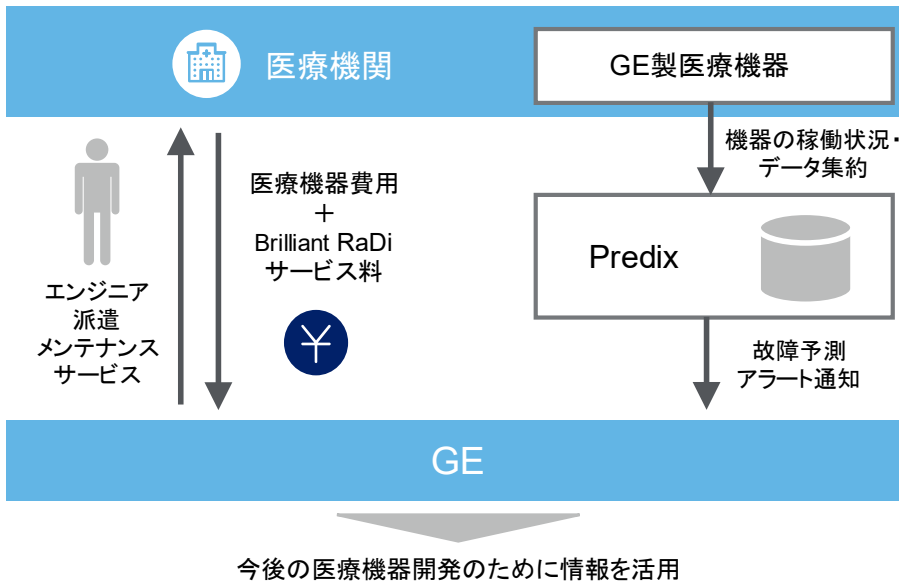 医療機関
GE製医療機器
機器の稼働状況・
データ集約
医療機器費用
＋
Brilliant RaDi
サービス料
エンジニア
派遣
メンテナンス
サービス
Predix
故障予測
アラート通知
GE
今後の医療機器開発のために情報を活用